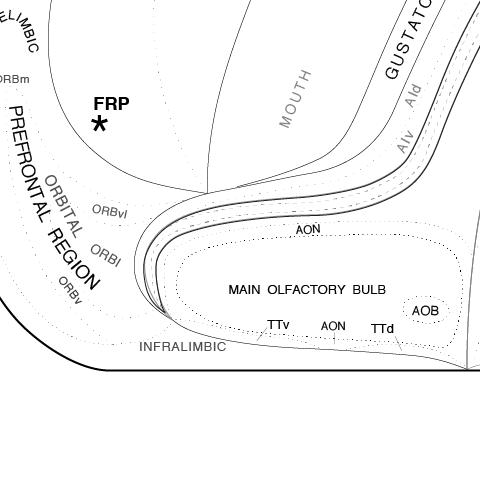 ELIMBIC
GUSTATO
ORBm
MOUTH
AId
FRP
*
AIv
PREFRONTAL REGION
ORBITAL
ORBvl
ORBl
ORBv
AON
MAIN OLFACTORY BULB
AOB
TTv
AON
TTd
INFRALIMBIC